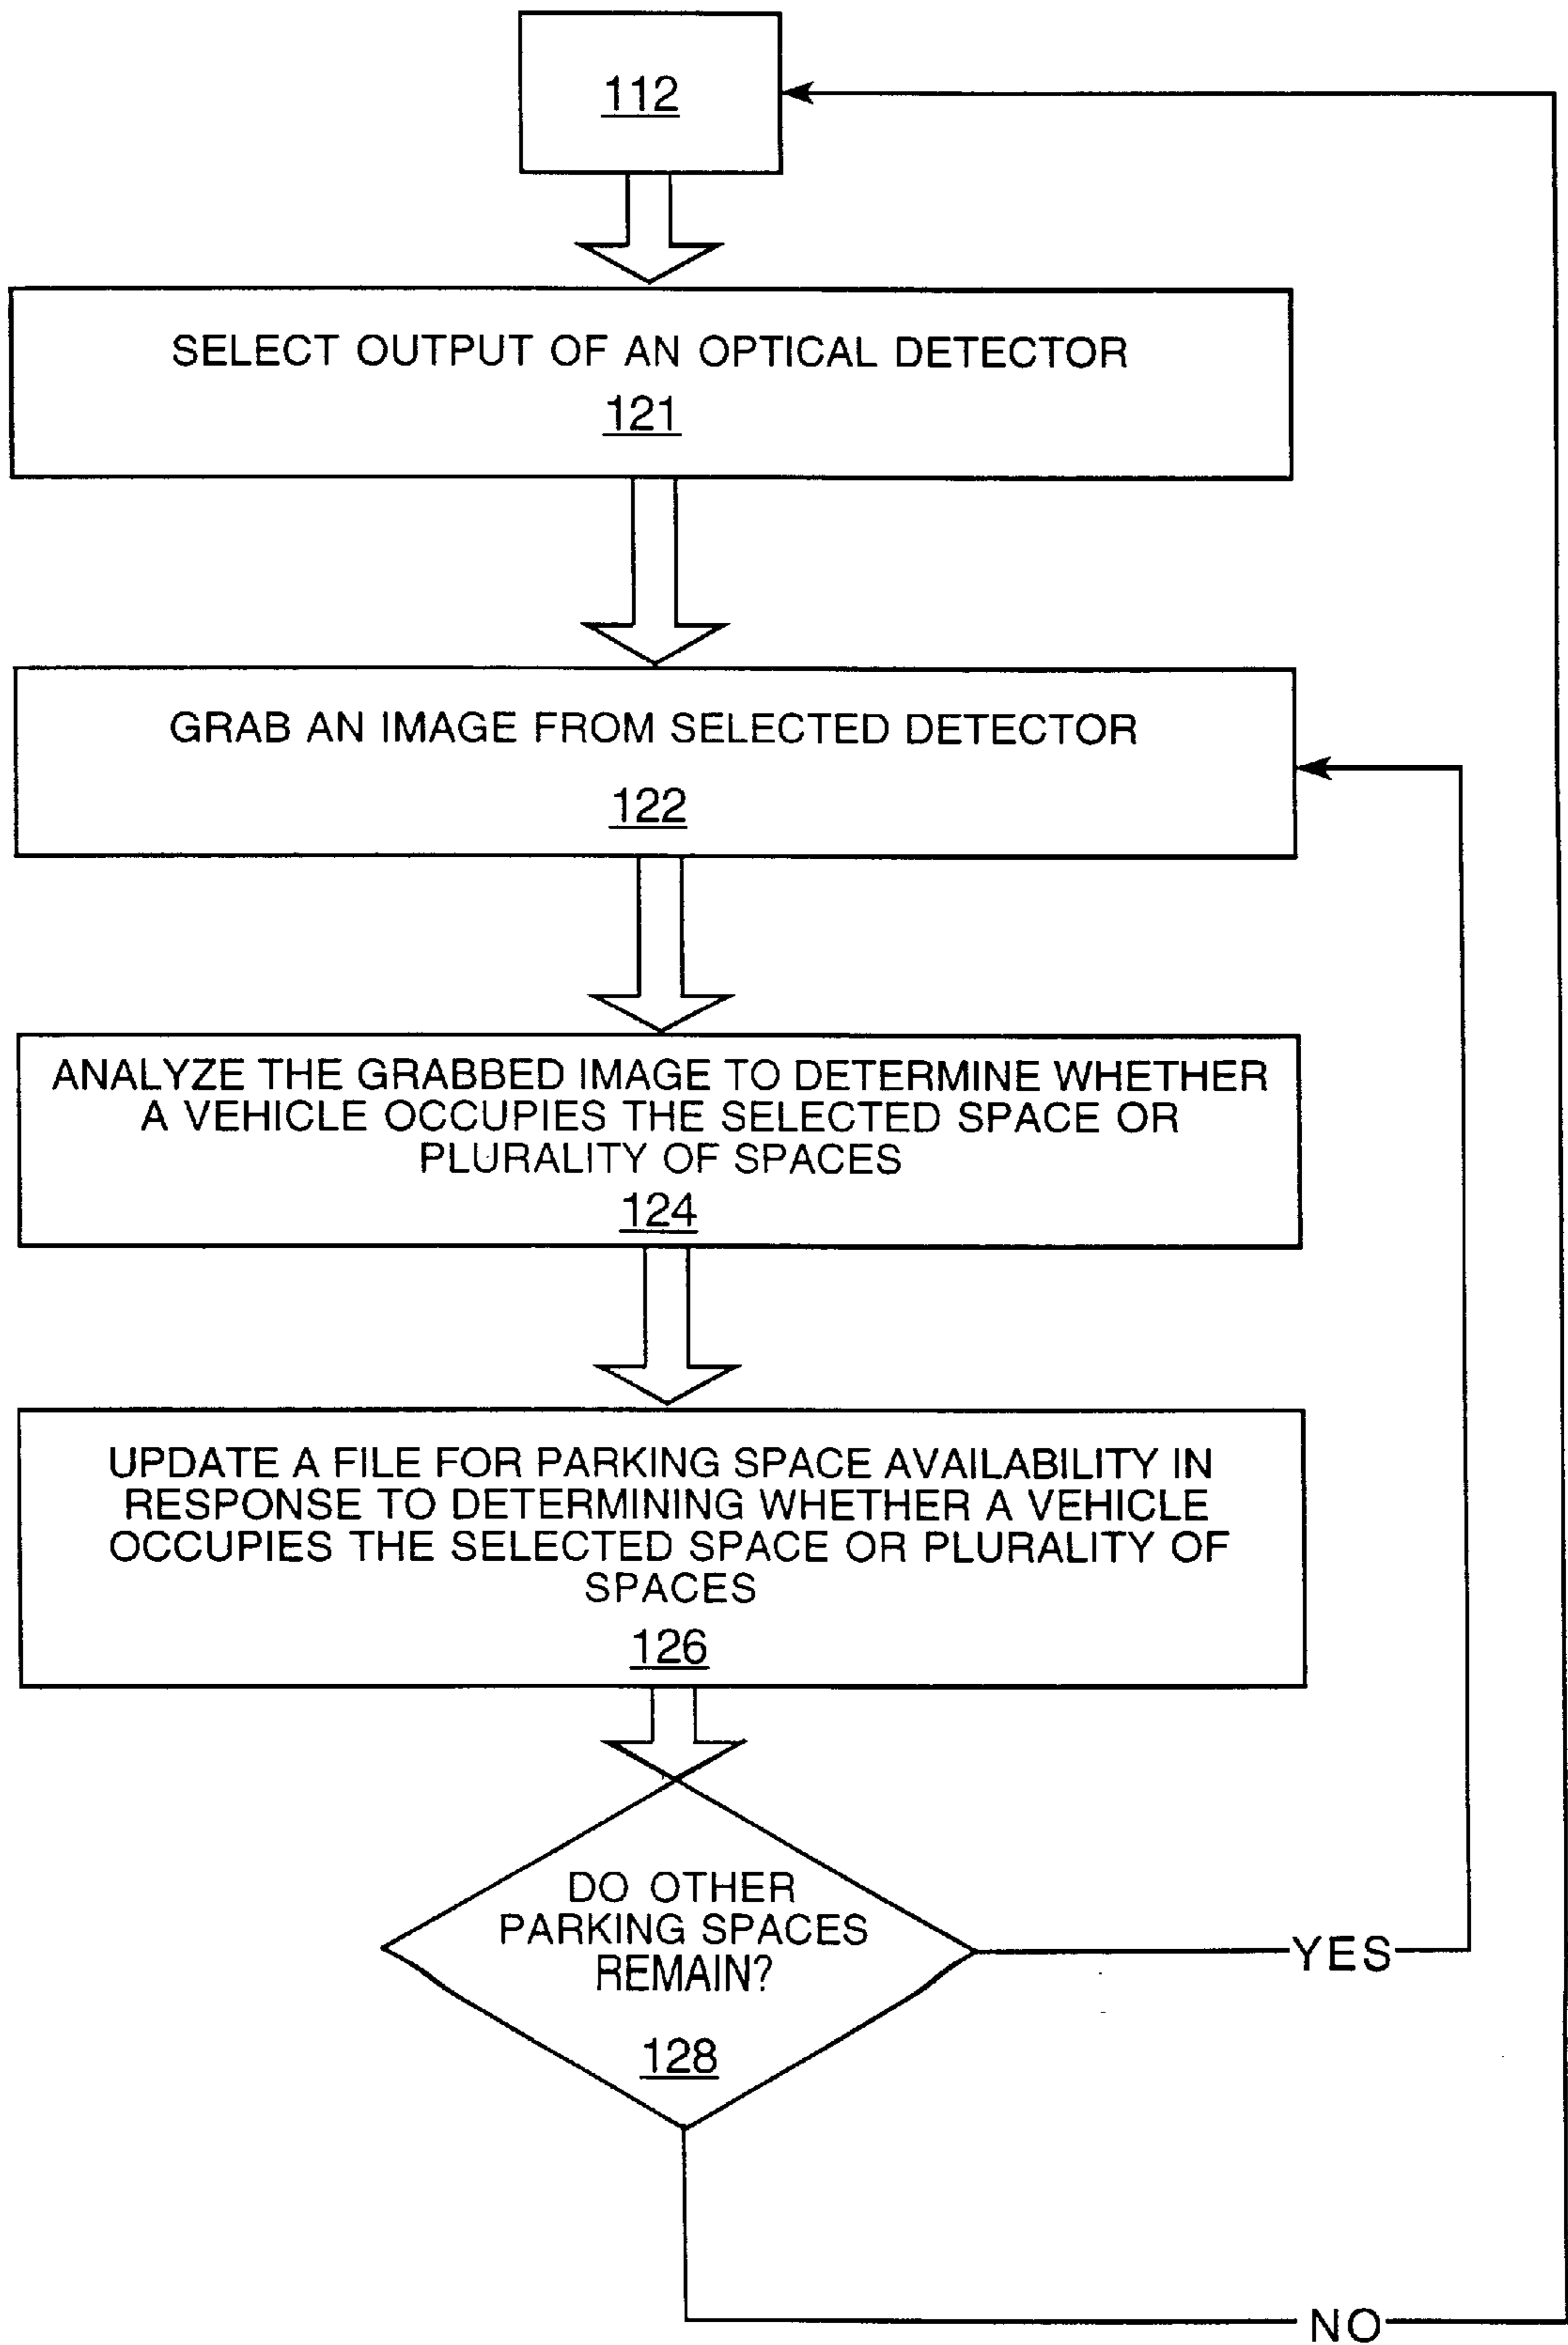 112
SELECT OUTPUT OF AN OPTICAL DETECTOR
121
GRAB AN IMAGE FROM SELECTED DETECTOR
122
ANALYZE THE GRABBED IMAGE TO DETERMINE WHETHER
A VEHICLE OCCUPIES THE SELECTED SPACE OR
PLURALITY OF SPACES
124
UPDATE A FILE FOR PARKING SPACE AVAILABILITY IN
RESPONSE TO DETERMINING WHETHER A VEHICLE
OCCUPIES THE SELECTED SPACE OR PLURALITY OF
SPACES
126
DO OTHER
PARKING SPACES
REMAIN?
128
YES
NO